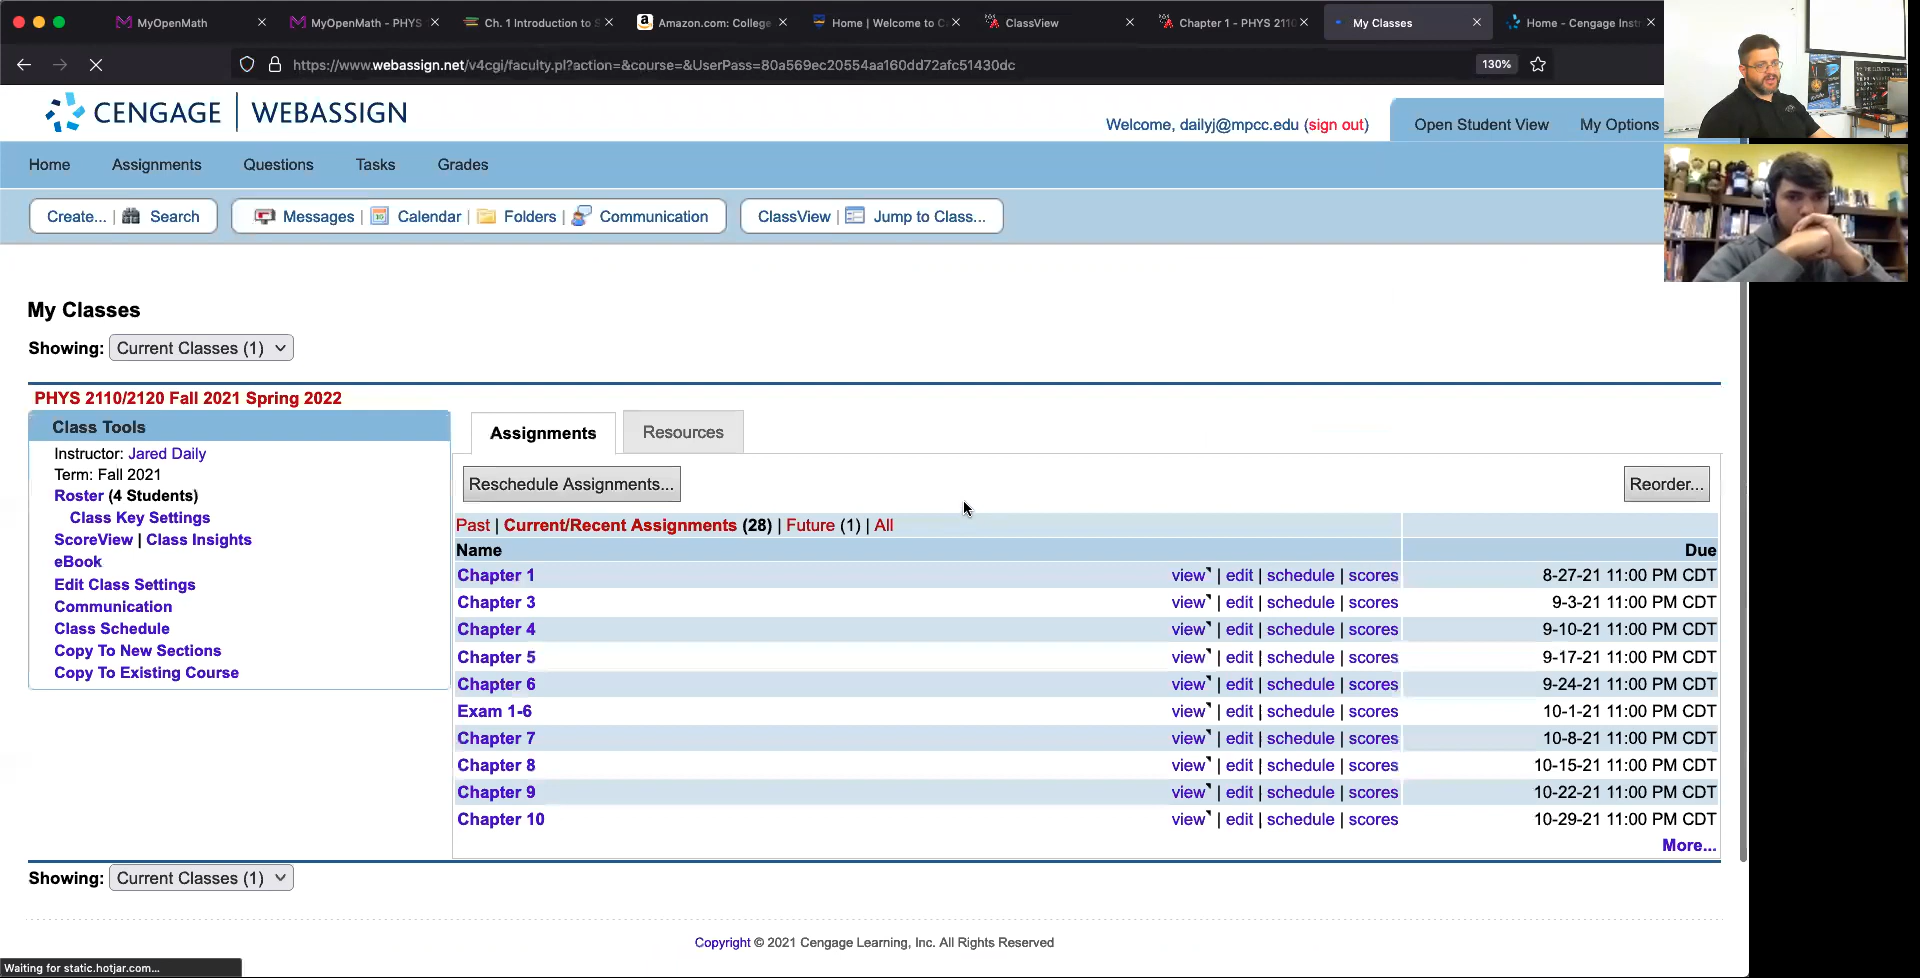 MyOpenMath
MyOpenMath - PHYS
Ch. 1 Introduction to S
Amazon.com: College
Home | Welcome to C
ClassView
Chapter 1 - PHYS 2110
My Classes
Home - Cengage Inst
https://www.webassign.net/v4cgi/faculty.pl?action=&course=&UserPass=80a569ec20554aa160dd72afc51430dc
130%
CENGAGE | WEBASSIGN
Welcome, dailyj@mpcc.edu (sign out)
Open Student View
My Options
Home
Assignments
Questions
Tasks
Grades
Create... | Search
Messages | Calendar | Folders | Communication
ClassView | Jump to Class...
My Classes
Showing: Current Classes (1)
PHYS 2110/2120 Fall 2021 Spring 2022
Class Tools
Instructor: Jared Daily
Term: Fall 2021
Roster (4 Students)
Class Key Settings
ScoreView | Class Insights
eBook
Edit Class Settings
Communication
Class Schedule
Copy To New Sections
Copy To Existing Course
Assignments
Resources
Reschedule Assignments...
Reorder...
Past | Current/Recent Assignments (28) | Future (1) | All
Name Due
Chapter 1 view | edit | schedule | scores 8-27-21 11:00 PM CDT
Chapter 3 view | edit | schedule | scores 9-3-21 11:00 PM CDT
Chapter 4 view | edit | schedule | scores 9-10-21 11:00 PM CDT
Chapter 5 view | edit | schedule | scores 9-17-21 11:00 PM CDT
Chapter 6 view | edit | schedule | scores 9-24-21 11:00 PM CDT
Exam 1-6 view | edit | schedule | scores 10-1-21 11:00 PM CDT
Chapter 7 view | edit | schedule | scores 10-8-21 11:00 PM CDT
Chapter 8 view | edit | schedule | scores 10-15-21 11:00 PM CDT
Chapter 9 view | edit | schedule | scores 10-22-21 11:00 PM CDT
Chapter 10 view | edit | schedule | scores 10-29-21 11:00 PM CDT
More...
Showing: Current Classes (1)
Copyright © 2021 Cengage Learning, Inc. All Rights Reserved
Waiting for static.hotjar.com...